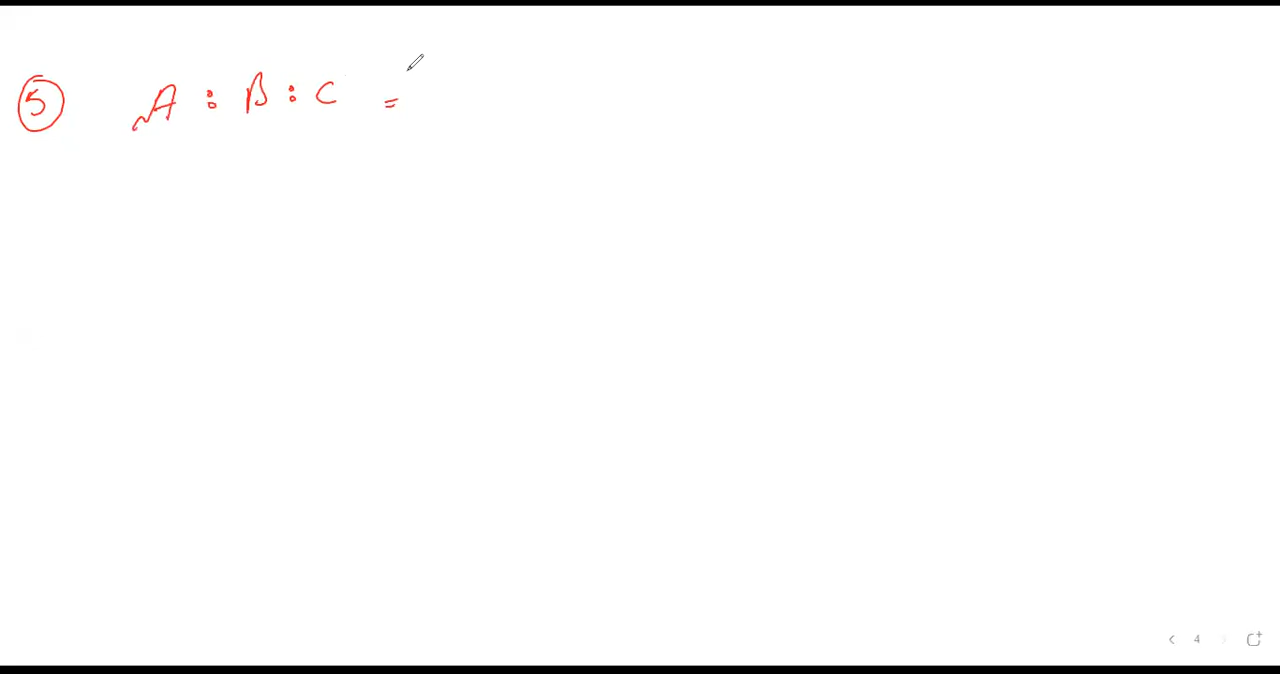 ⑤ A : B : C =
4